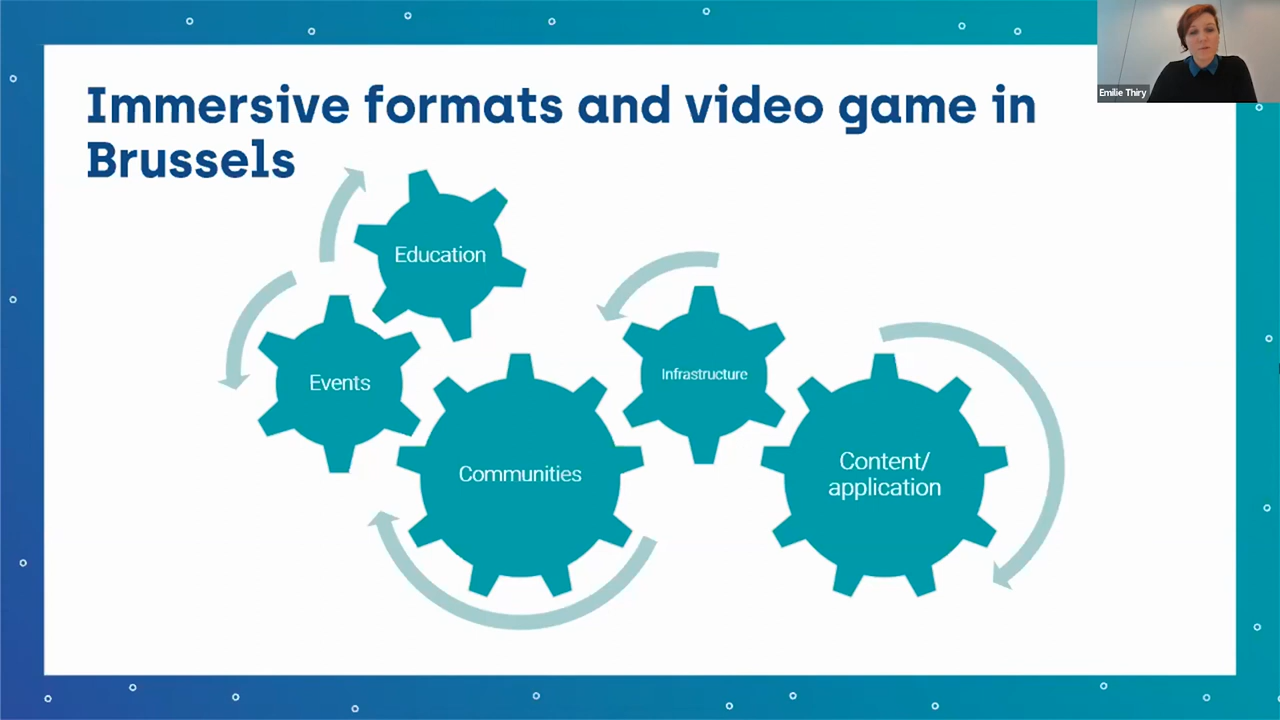 Immersive formats and video game in
Brussels
Emilie Thiry
Education
Events
Infrastructure
Communities
Content/
application